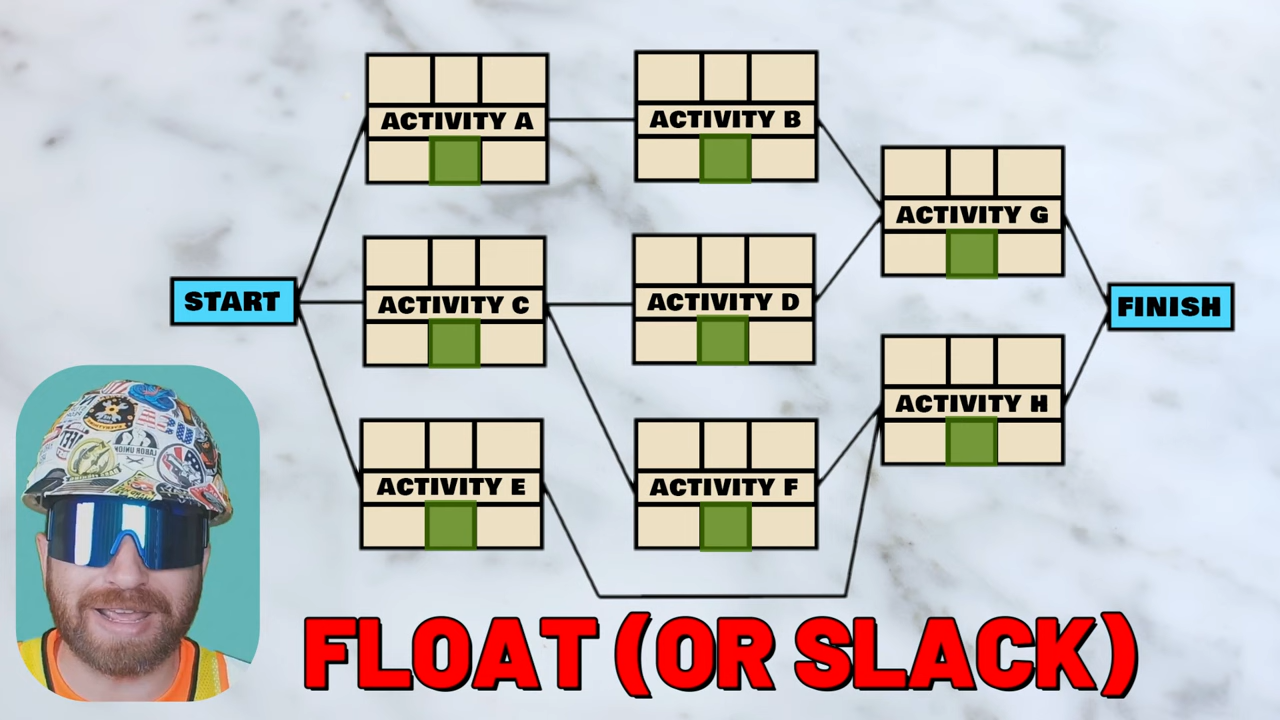 ACTIVITY A
ACTIVITY B
ACTIVITY G
START
ACTIVITY C
ACTIVITY D
FINISH
ACTIVITY H
ACTIVITY E
ACTIVITY F
FLOAT (OR SLACK)